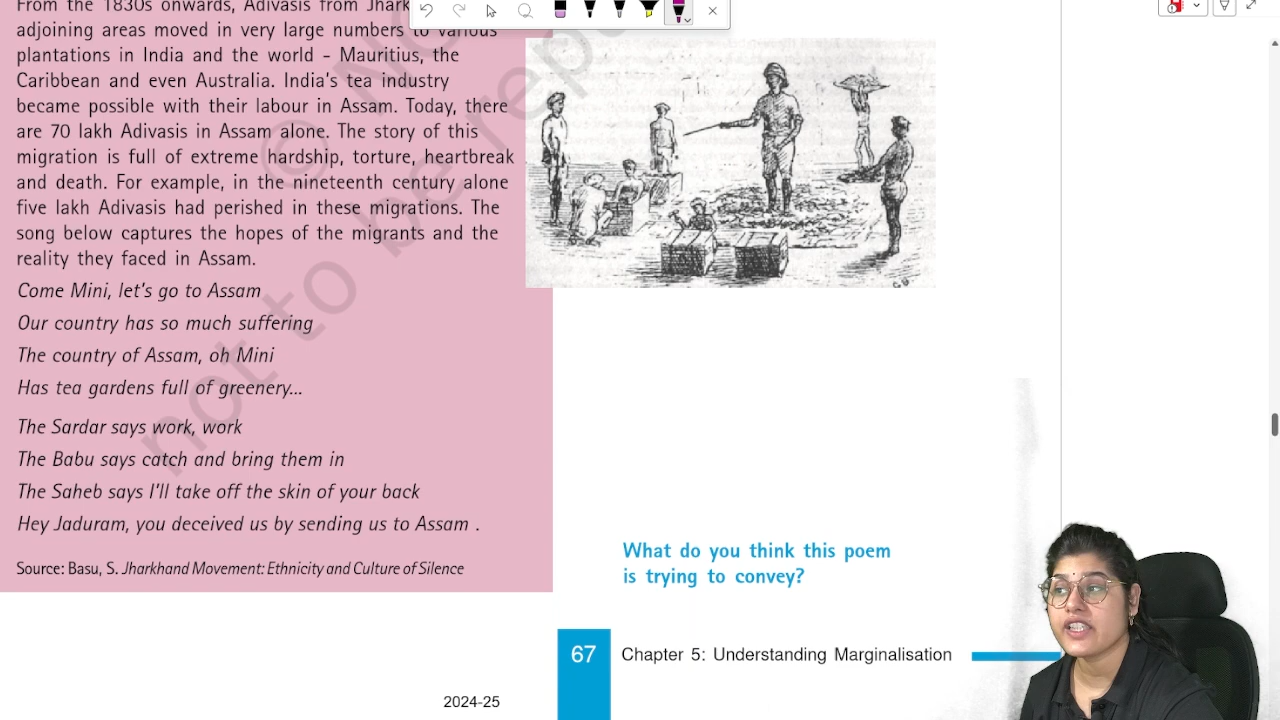 From the 1830s onwards, Adivasis from Jhark
adjoining areas moved in very large numbers to various
plantations in India and the world – Mauritius, the
Caribbean and even Australia. India's tea industry
became possible with their labour in Assam. Today, there
are 70 lakh Adivasis in Assam alone. The story of this
migration is full of extreme hardship, torture, heartbreak
and death. For example, in the nineteenth century alone
five lakh Adivasis had perished in these migrations. The
song below captures the hopes of the migrants and the
reality they faced in Assam.
Come Mini, let's go to Assam
Our country has so much suffering
The country of Assam, oh Mini
Has tea gardens full of greenery...
The Sardar says work, work
The Babu says catch and bring them in
The Saheb says I'll take off the skin of your back
Hey Jaduram, you deceived us by sending us to Assam .
Source: Basu, S. Jharkhand Movement: Ethnicity and Culture of Silence
What do you think this poem
is trying to convey?
67 Chapter 5: Understanding Marginalisation
2024-25
not to be rep